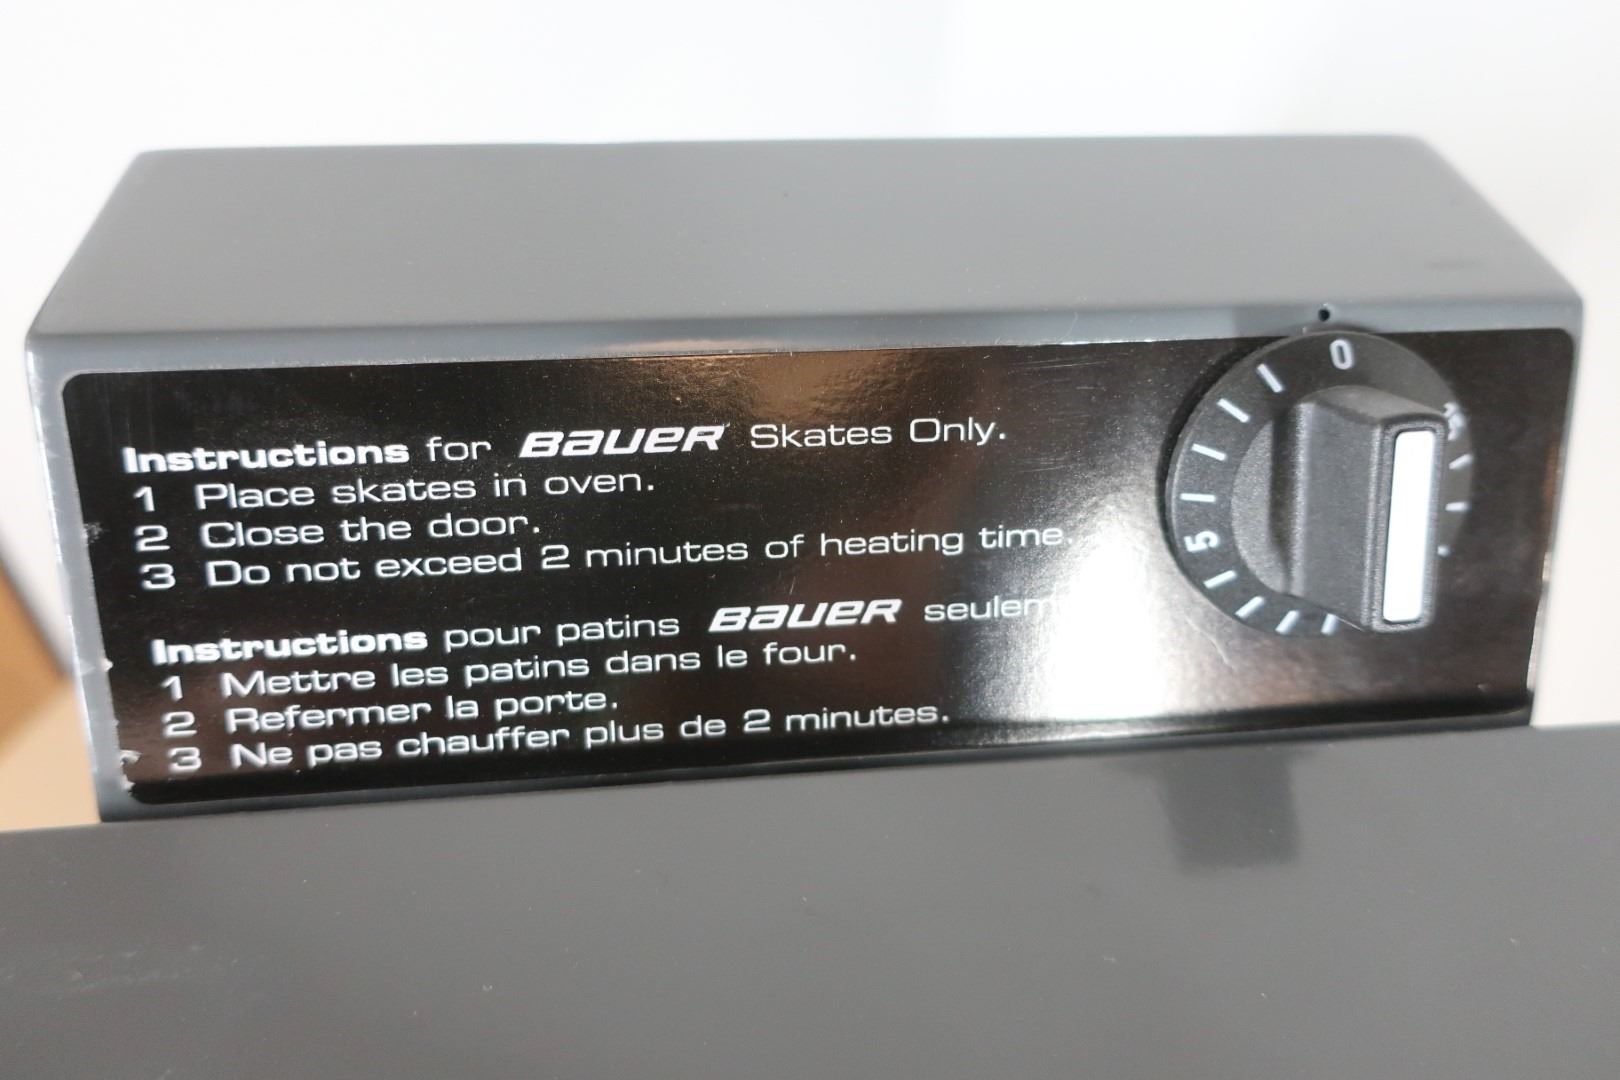 Instructions for BAUER Skates Only.
1 Place skates in oven.
2 Close the door.
3 Do not exceed 2 minutes of heating time.
Instructions pour patins BAUER
1 Mettre les patins dans le four.
2 Refermer la porte.
3 Ne pas chauffer plus de 2 minutes.
0
5